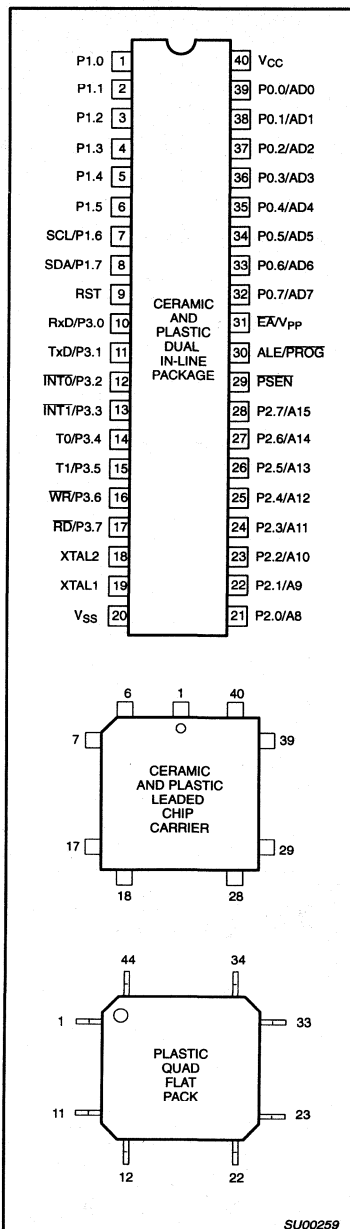 P1.0 1 40 VCC
P1.1 2 39 P0.0/AD0
P1.2 3 38 P0.1/AD1
P1.3 4 37 P0.2/AD2
P1.4 5 36 P0.3/AD3
P1.5 6 35 P0.4/AD4
SCL/P1.6 7 34 P0.5/AD5
SDA/P1.7 8 33 P0.6/AD6
RST 9 32 P0.7/AD7
RxD/P3.0 10 31 E̅A̅/VPP
TxD/P3.1 11 30 ALE/P̅R̅O̅G̅
I̅N̅T̅0̅/P3.2 12 29 P̅S̅E̅N̅
I̅N̅T̅1̅/P3.3 13 28 P2.7/A15
T0/P3.4 14 27 P2.6/A14
T1/P3.5 15 26 P2.5/A13
W̅R̅/P3.6 16 25 P2.4/A12
R̅D̅/P3.7 17 24 P2.3/A11
XTAL2 18 23 P2.2/A10
XTAL1 19 22 P2.1/A9
VSS 20 21 P2.0/A8
CERAMIC
AND
PLASTIC
DUAL
IN-LINE
PACKAGE
6 1 40
7 39
CERAMIC
AND PLASTIC
LEADED
CHIP
CARRIER
17 29
18 28
44 34
1 33
PLASTIC
QUAD
FLAT
PACK
11 23
12 22
SU00259